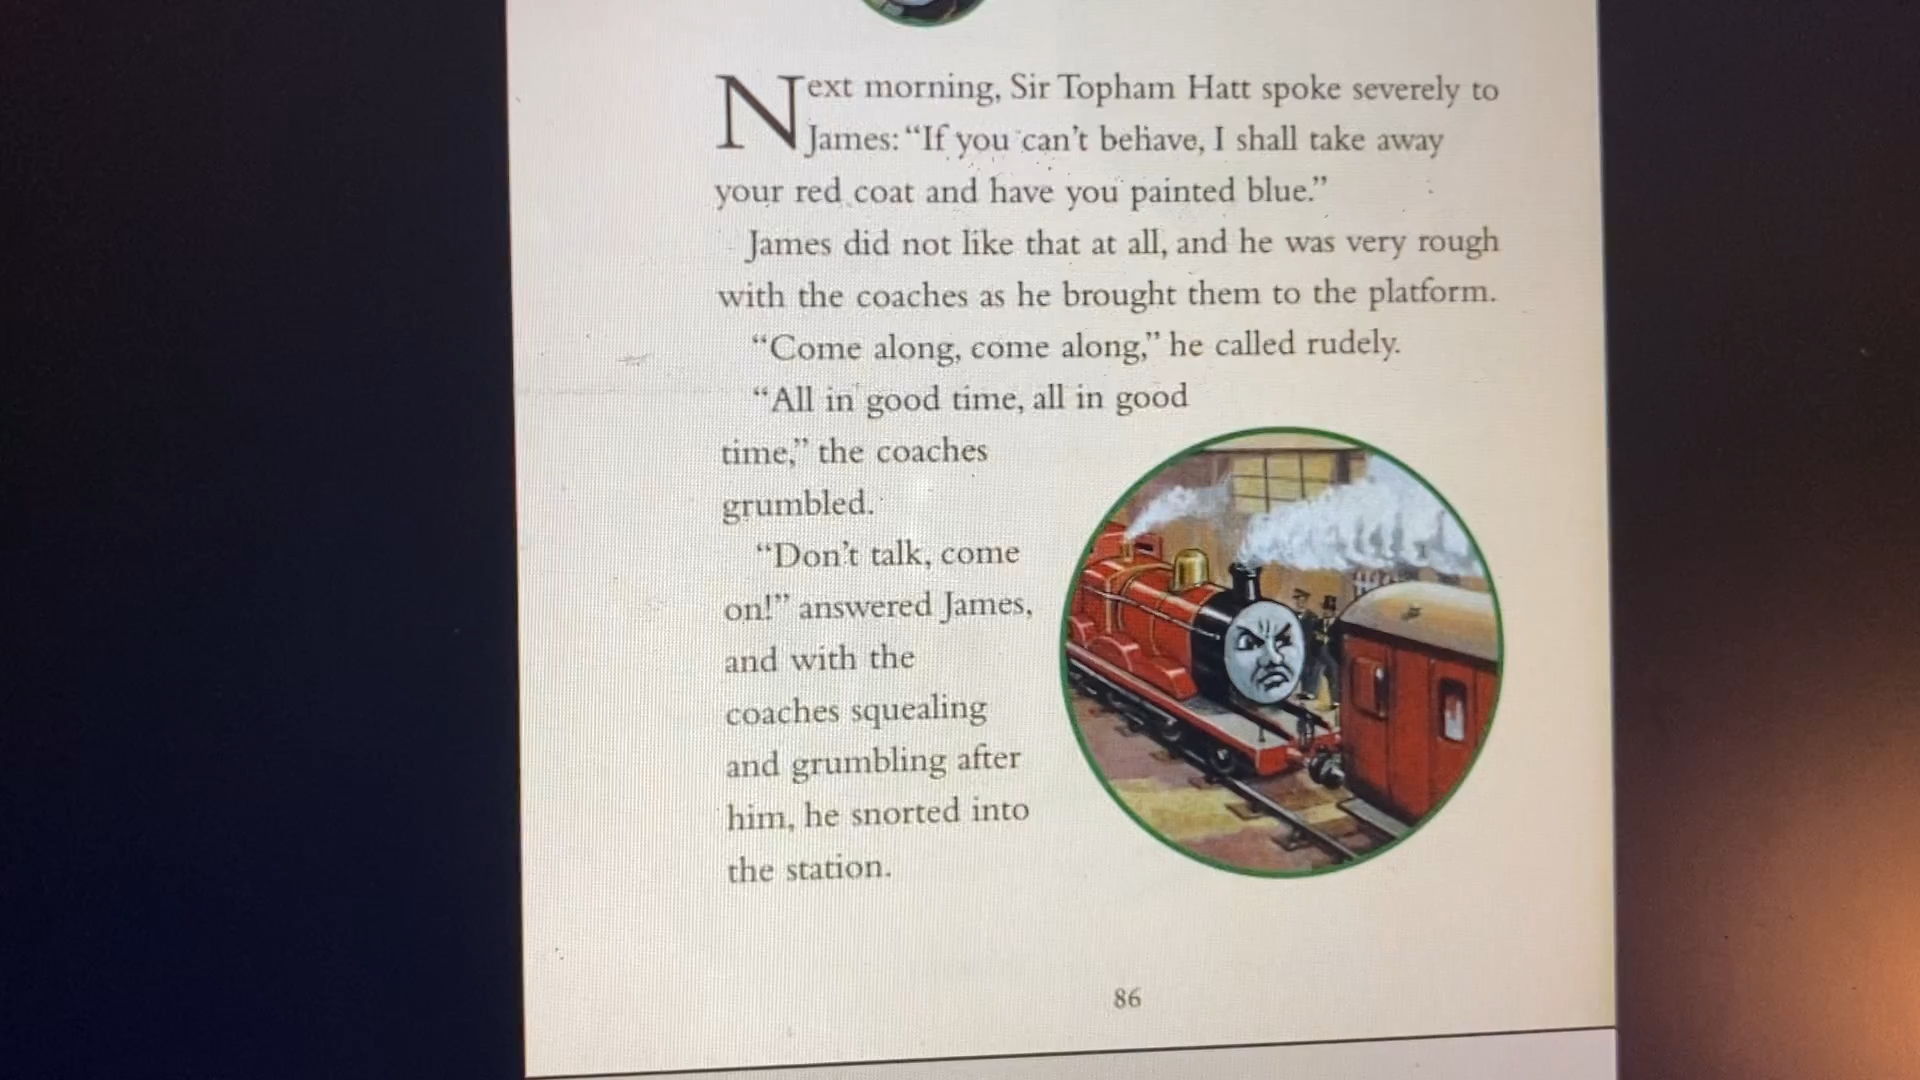 Next morning, Sir Topham Hatt spoke severely to
James: “If you can’t behave, I shall take away
your red coat and have you painted blue.”
James did not like that at all, and he was very rough
with the coaches as he brought them to the platform.
“Come along, come along,” he called rudely.
“All in good time, all in good
time,” the coaches
grumbled.
“Don’t talk, come
on!” answered James,
and with the
coaches squealing
and grumbling after
him, he snorted into
the station.
86